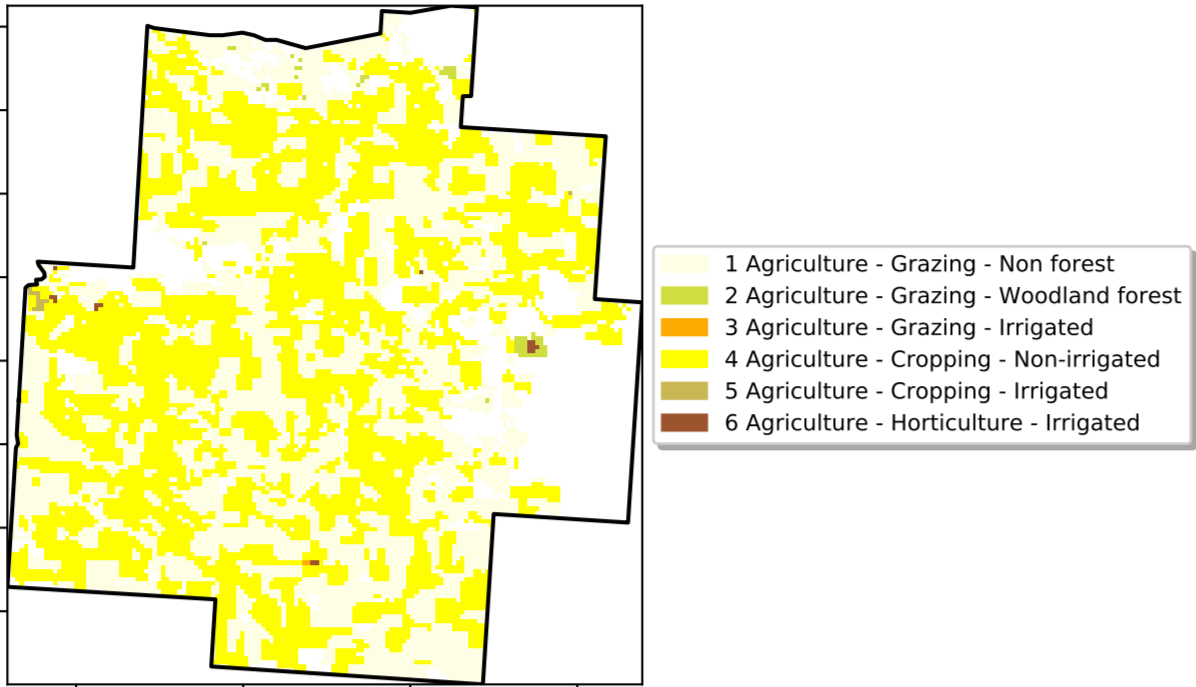 1 Agriculture - Grazing - Non forest
2 Agriculture - Grazing - Woodland forest
3 Agriculture - Grazing - Irrigated
4 Agriculture - Cropping - Non-irrigated
5 Agriculture - Cropping - Irrigated
6 Agriculture - Horticulture - Irrigated